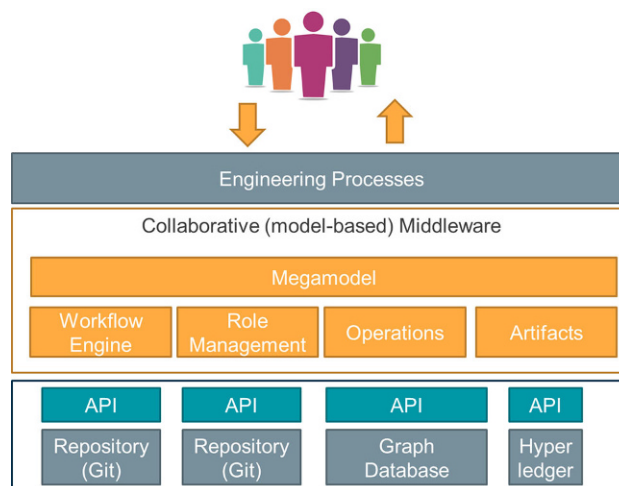 Engineering Processes
Collaborative (model-based) Middleware
Megamodel
Workflow
Engine
Role
Management
Operations
Artifacts
API
API
API
API
Repository
(Git)
Repository
(Git)
Graph
Database
Hyper
ledger